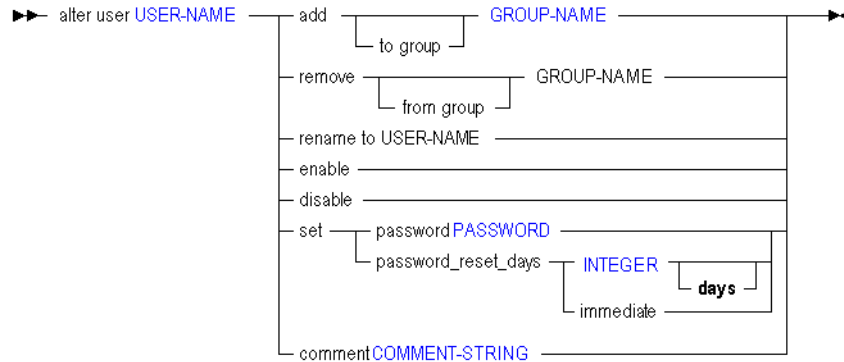 alter user USER-NAME add GROUP-NAME
to group
remove GROUP-NAME
from group
rename to USER-NAME
enable
disable
set password PASSWORD
password_reset_days INTEGER
days
immediate
comment COMMENT-STRING